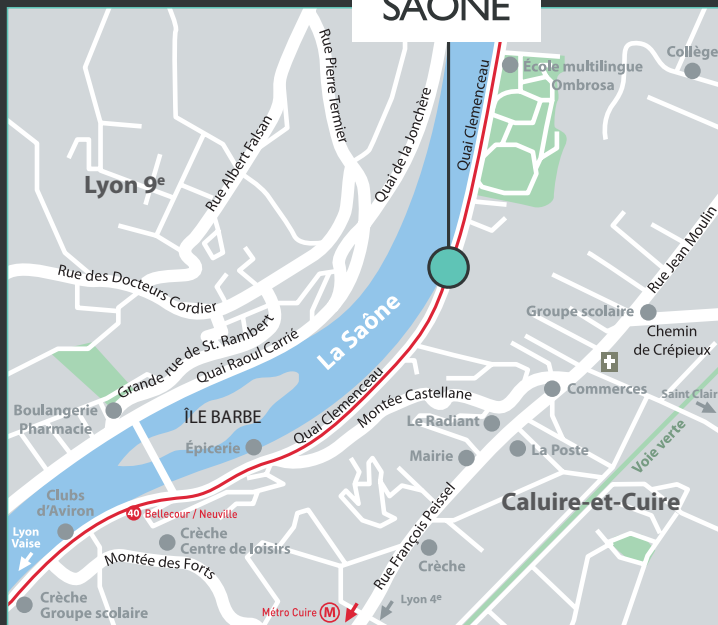 SAÔNE
Collège
École multilingue
Ombrosa
Rue Pierre Termier
Quai de la Jonchère
Quai Clemenceau
Rue Albert Falsan
Lyon 9e
Rue Jean Moulin
Rue des Docteurs Cordier
La Saône
Groupe scolaire
Chemin
de Crépieux
Grande rue de St. Rambert
Quai Raoul Carrié
Quai Clemenceau
Montée Castellane
Commerces
Saint Clair
Boulangerie
Pharmacie
ÎLE BARBE
Le Radiant
Épicerie
La Poste
Mairie
Voie verte
Clubs
d'Aviron
Caluire-et-Cuire
40 Bellecour / Neuville
Lyon
Vaise
Crèche
Centre de loisirs
Rue François Peissel
Montée des Forts
Crèche
Crèche
Groupe scolaire
Métro Cuire M
Lyon 4e